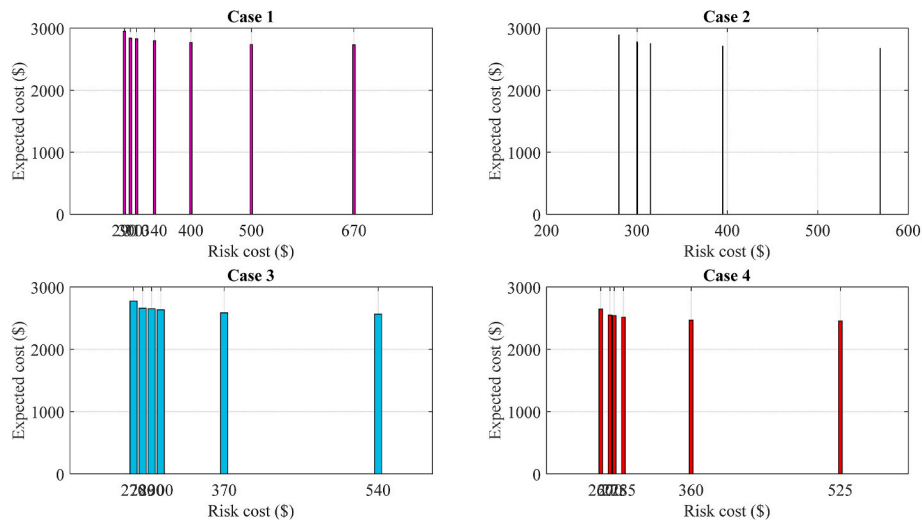 Case 1
Expected cost ($)
3000
2000
1000
0
340 400 500 670
Risk cost ($)
Case 2
Expected cost ($)
3000
2000
1000
0
200 300 400 500 600
Risk cost ($)
Case 3
Expected cost ($)
3000
2000
1000
0
300 370 540
Risk cost ($)
Case 4
Expected cost ($)
3000
2000
1000
0
285 360 525
Risk cost ($)